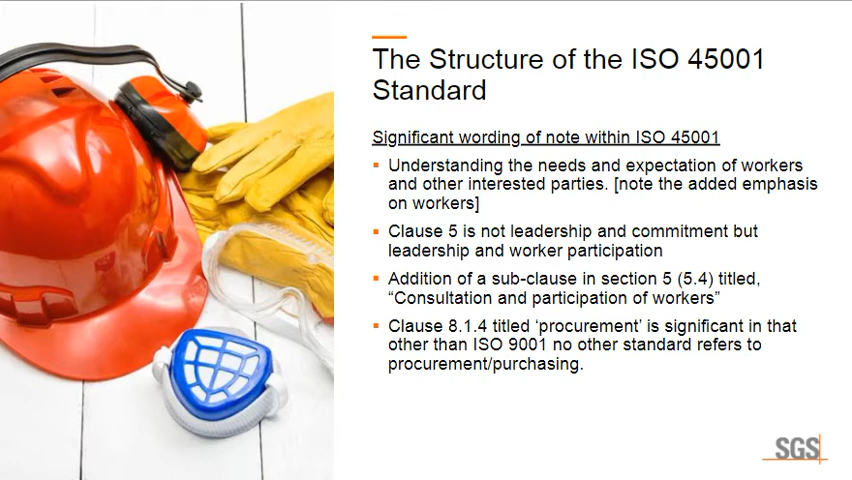 The Structure of the ISO 45001
Standard
Significant wording of note within ISO 45001
▪ Understanding the needs and expectation of workers
and other interested parties. [note the added emphasis
on workers]
▪ Clause 5 is not leadership and commitment but
leadership and worker participation
▪ Addition of a sub-clause in section 5 (5.4) titled,
“Consultation and participation of workers”
▪ Clause 8.1.4 titled ‘procurement’ is significant in that
other than ISO 9001 no other standard refers to
procurement/purchasing.
SGS